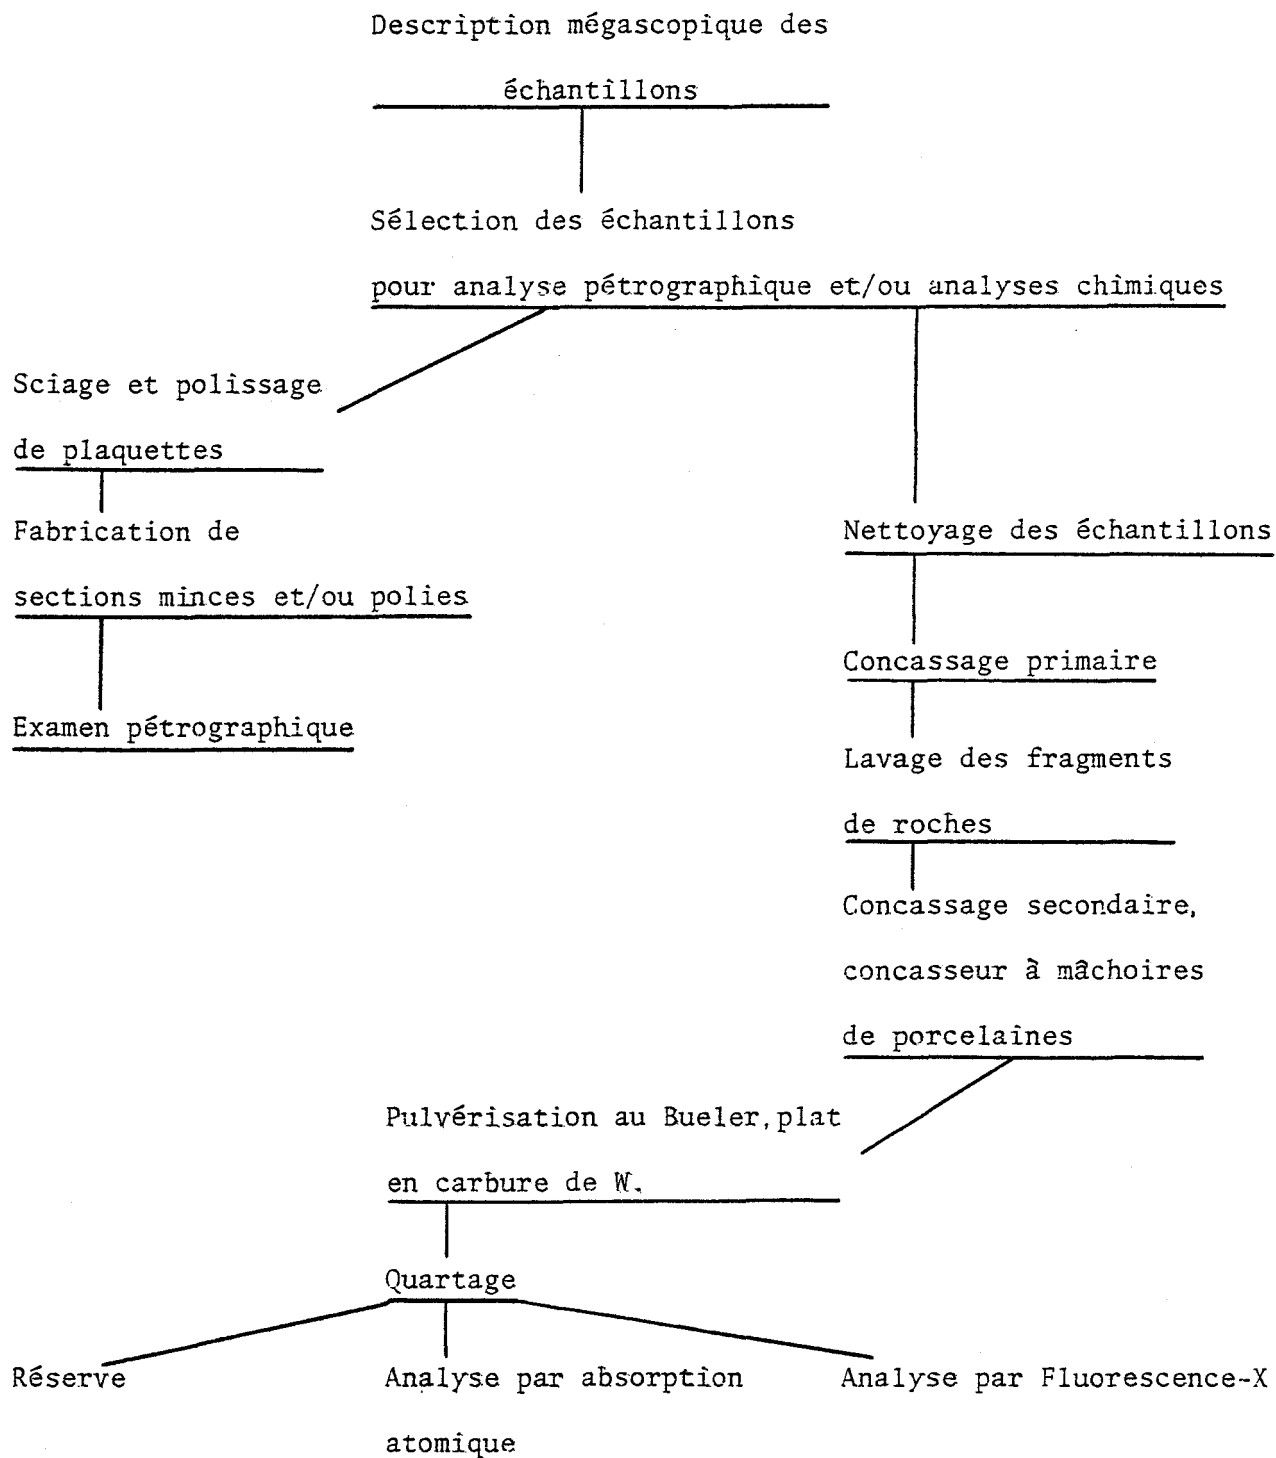 Description mégascopique des
échantillons
Sélection des échantillons
pour analyse pétrographique et/ou analyses chimiques
Sciage et polissage
de plaquettes
Fabrication de
sections minces et/ou polies
Examen pétrographique
Nettoyage des échantillons
Concassage primaire
Lavage des fragments
de roches
Concassage secondaire,
concasseur à mâchoires
de porcelaines
Pulvérisation au Bueler, plat
en carbure de W.
Quartage
Réserve
Analyse par absorption
atomique
Analyse par Fluorescence-X